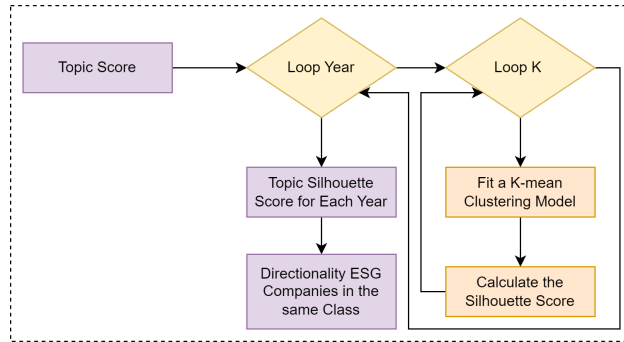 Topic Score
Loop Year
Loop K
Topic Silhouette
Score for Each Year
Fit a K-mean
Clustering Model
Directionality ESG
Companies in the
same Class
Calculate the
Silhouette Score